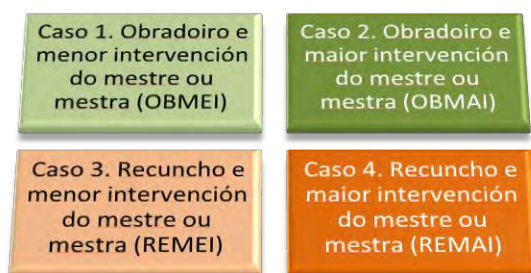 Caso 1. Obradoiro e
menor intervención
do mestre ou
mestra (OBMEI)
Caso 2. Obradoiro e
maior intervención
do mestre ou
mestra (OBMAI)
Caso 3. Recuncho e
menor intervención
do mestre ou
mestra (REMEI)
Caso 4. Recuncho e
maior intervención
do mestre ou
mestra (REMAI)